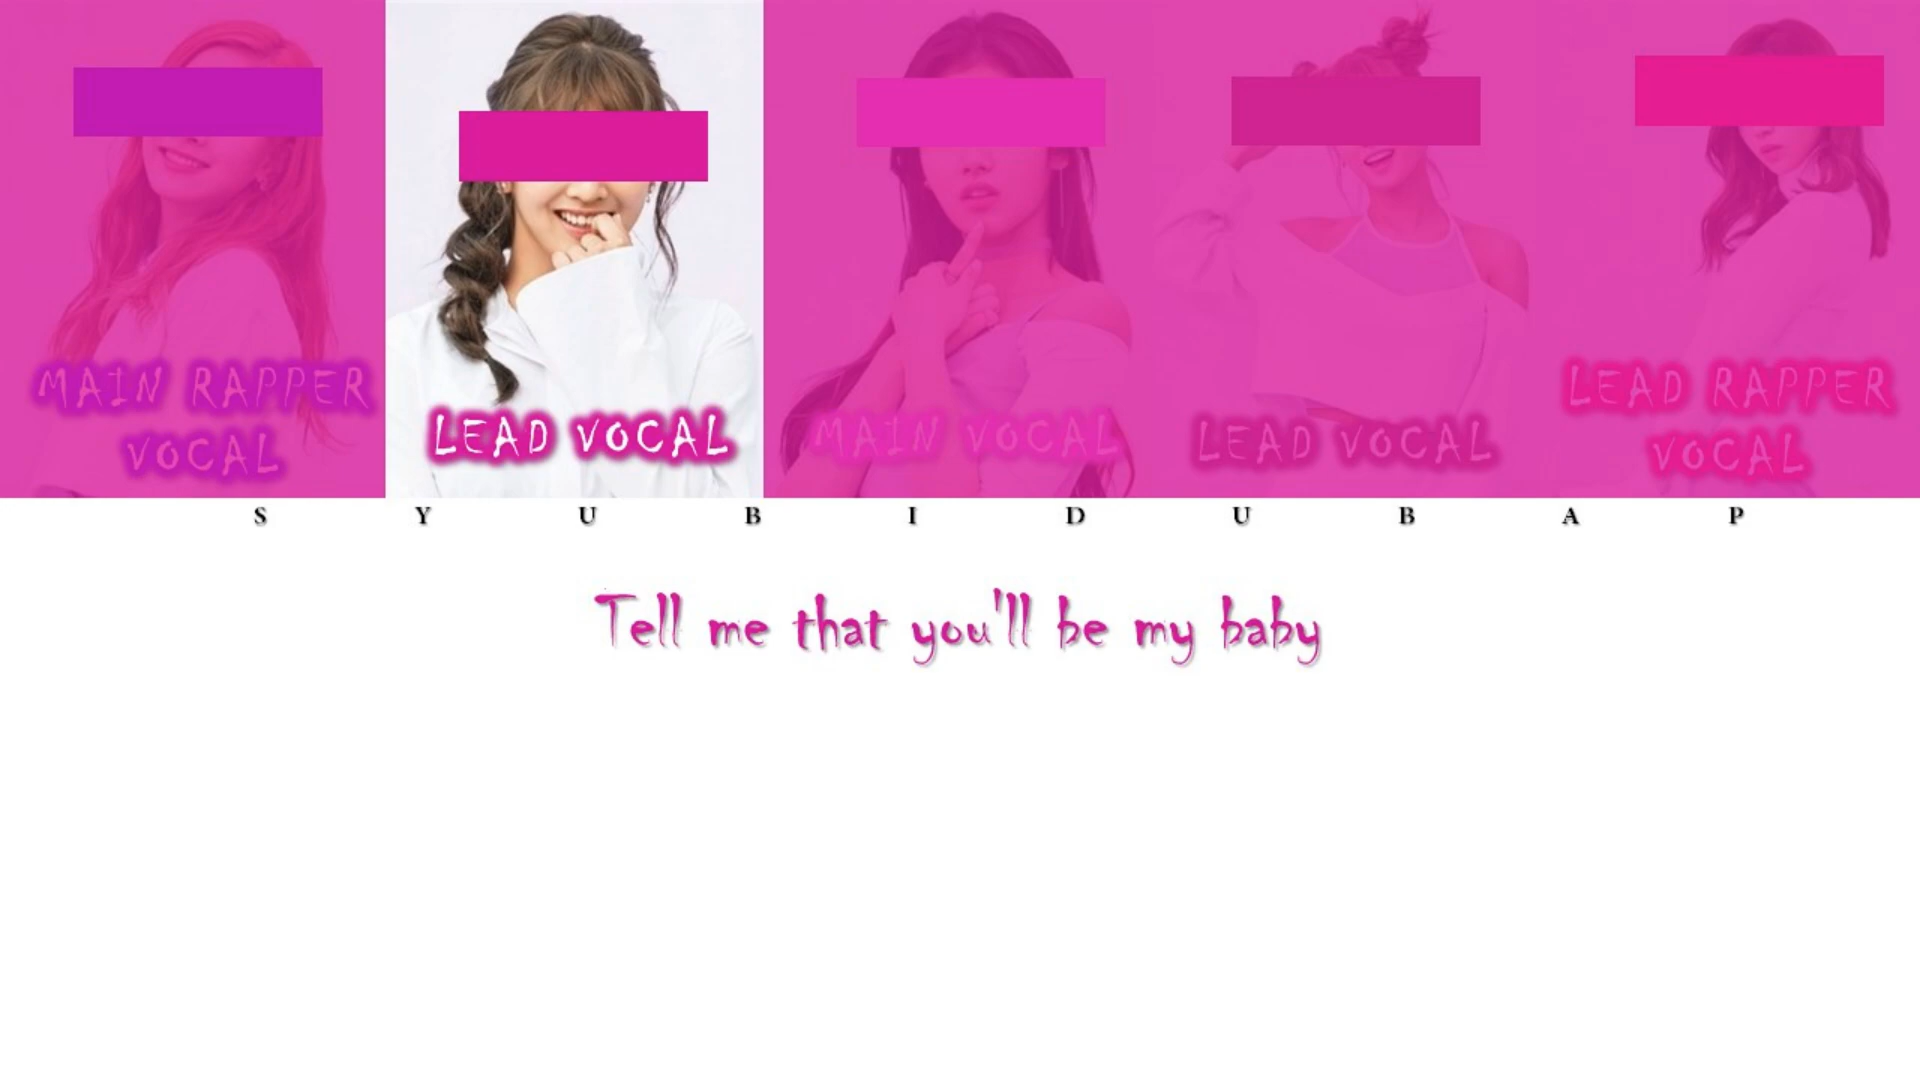 MAIN RAPPER
VOCAL
LEAD VOCAL
MAIN VOCAL
LEAD VOCAL
LEAD RAPPER
VOCAL
S Y U B I D U B A P
Tell me that you'll be my baby